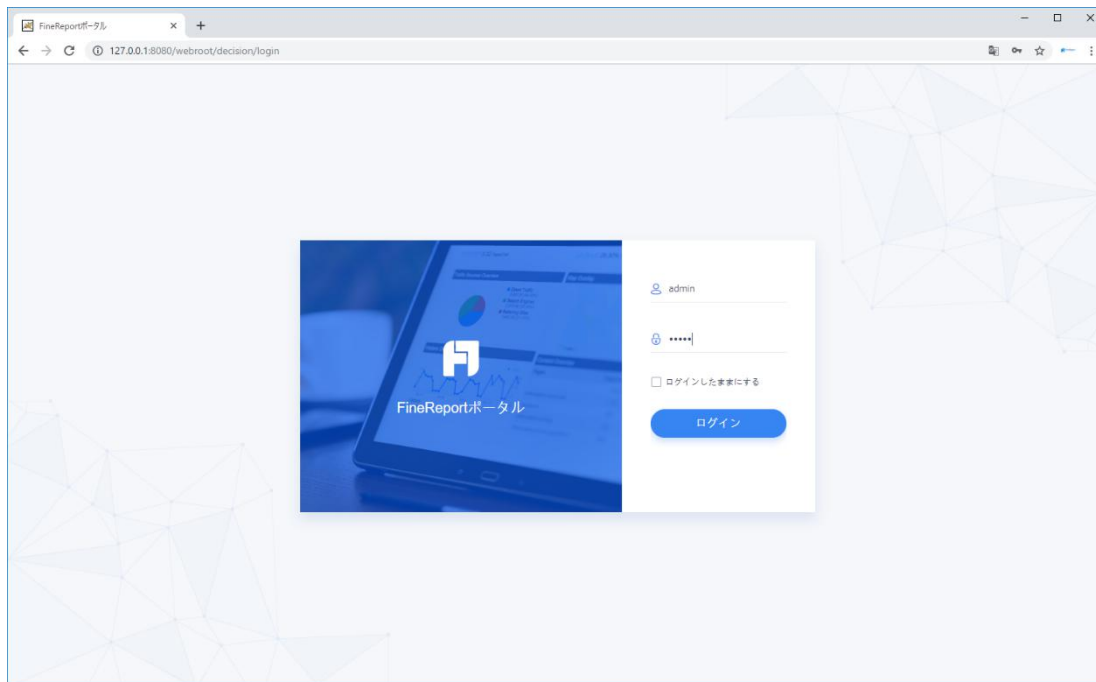 FineReportポータル
127.0.0.1:8080/webroot/decision/login
admin
•••••
ログインしたままにする
ログイン
FineReportポータル